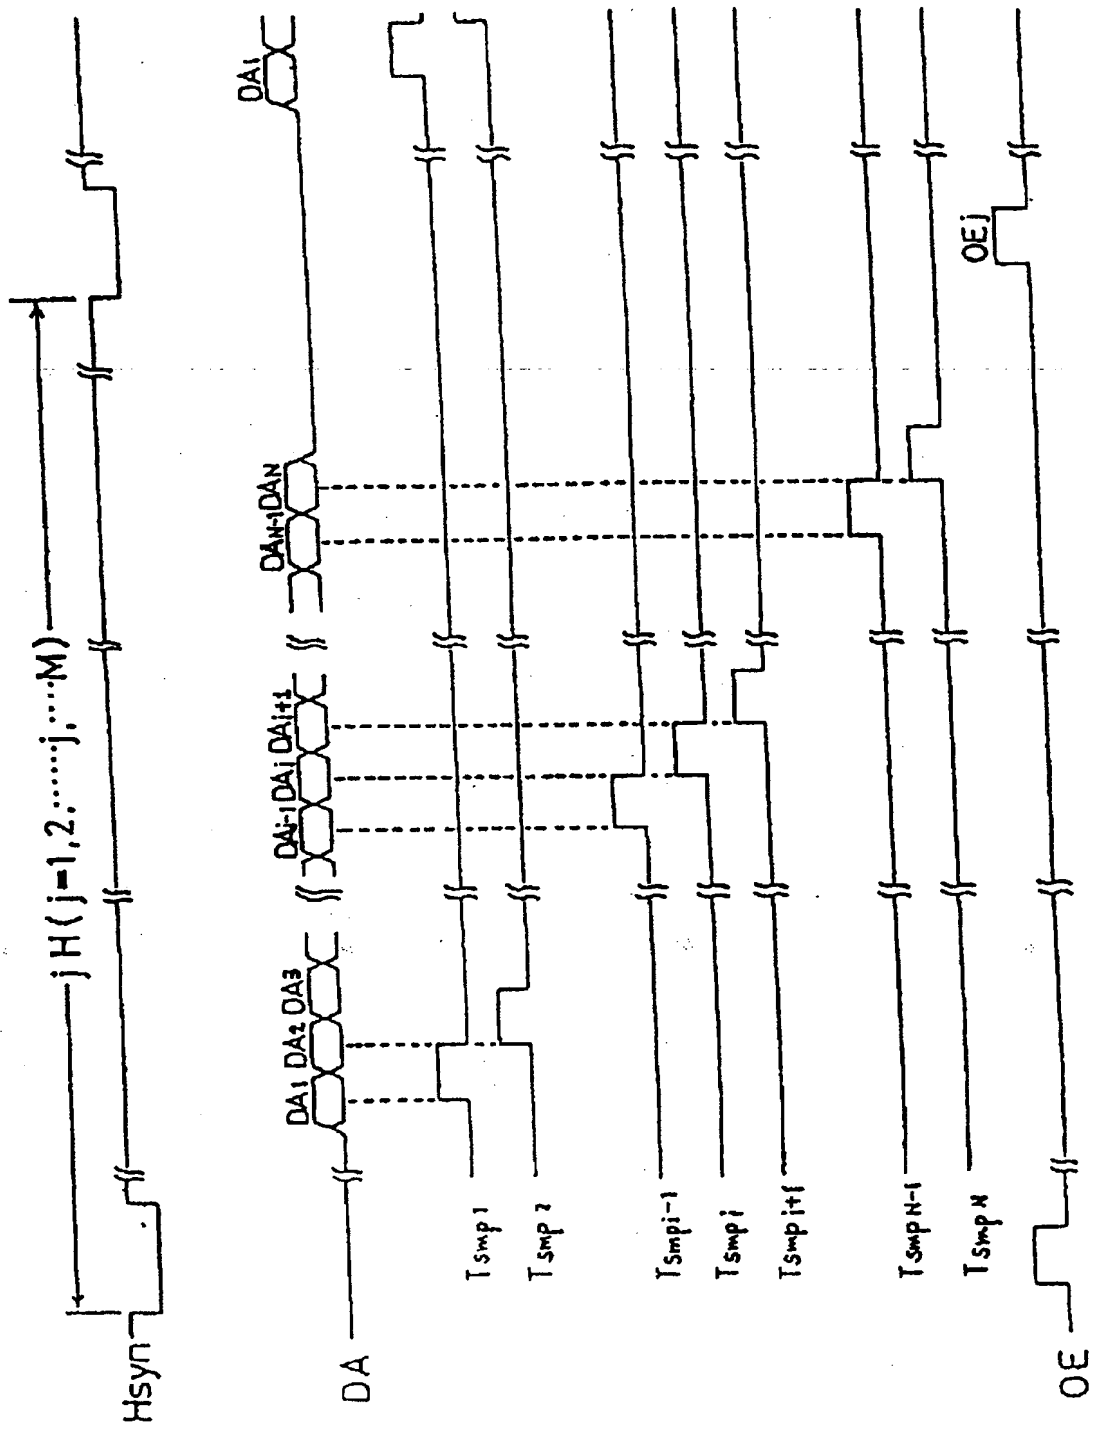 jH(j=1,2.······j.····M)
Hsyn
DA1 DA2 DA3 DAi-1 DAi DAi+1 DAN-1 DAN DA1
DA
Tsmp1
Tsmp2
Tsmpi-1
Tsmpi
Tsmpi+1
TsmpN-1
TsmpN
OEj
OE